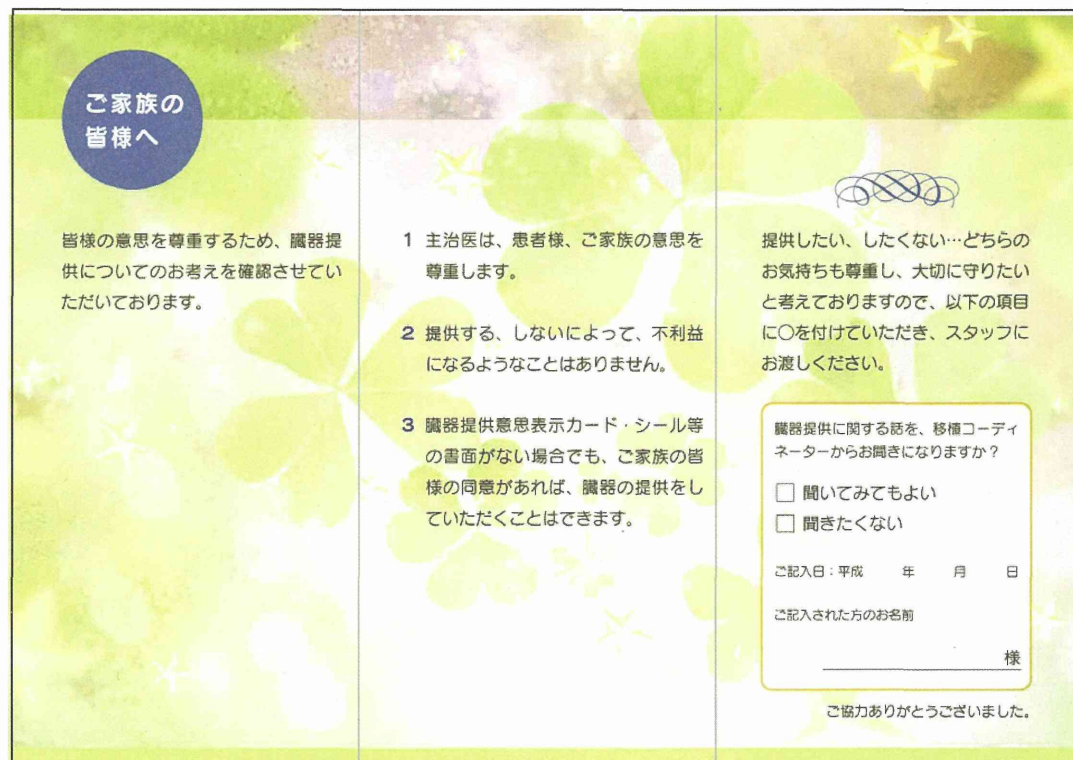 ご家族の
皆様へ
皆様の意思を尊重するため、臓器提
供についてのお考えを確認させてい
ただいております。
1 主治医は、患者様、ご家族の意思を
尊重します。
2 提供する、しないによって、不利益
になるようなことはありません。
3 臓器提供意思表示カード・シール等
の書面がない場合でも、ご家族の皆
様の同意があれば、臓器の提供をし
ていただくことはできます。
提供したい、したくない…どちらの
お気持ちも尊重し、大切に守りたい
と考えておりますので、以下の項目
に○を付けていただき、スタッフに
お渡しください。
臓器提供に関する話を、移植コーディ
ネーターからお聞きになりますか？
□ 聞いてみてもよい
□ 聞きたくない
ご記入日：平成　　年　　月　　日
ご記入された方のお名前
様
ご協力ありがとうございました。